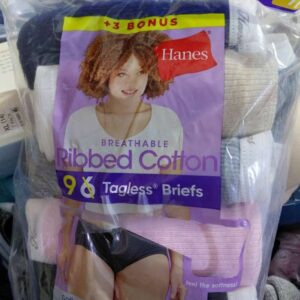 +3 BONUS
Hanes
BREATHABLE
Ribbed Cotton
9 6 Tagless® Briefs
feel the softness!